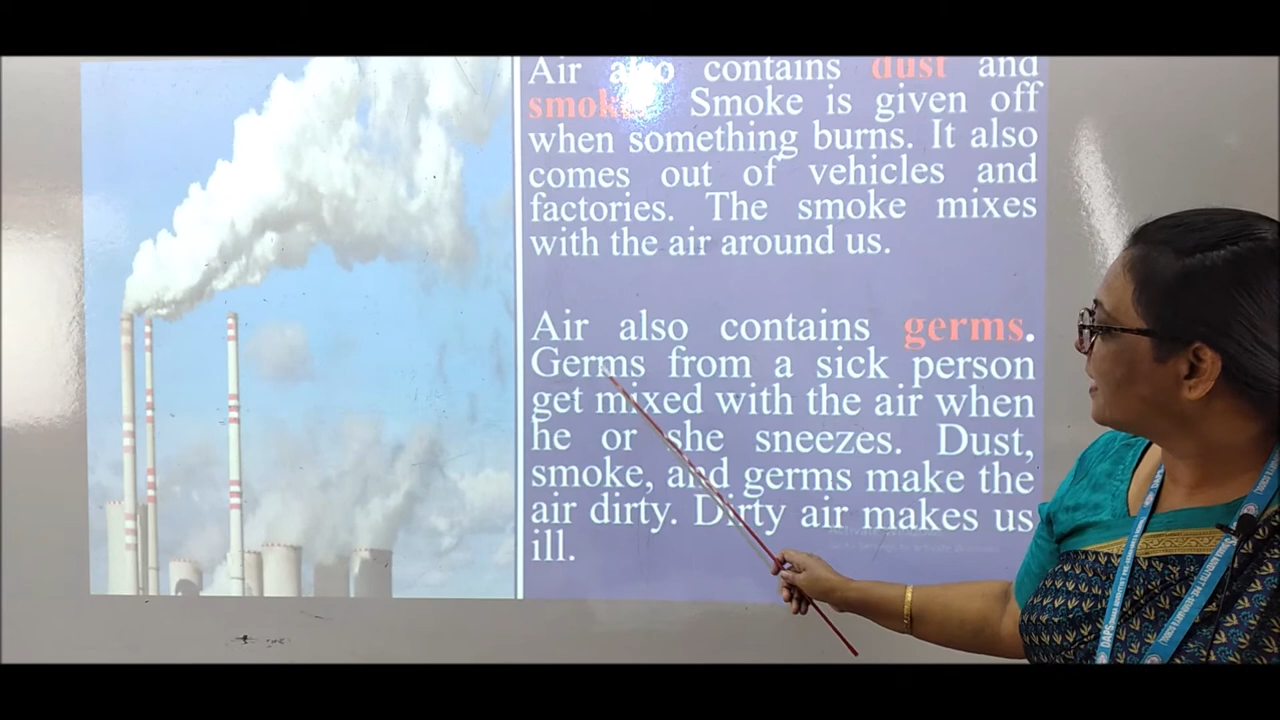 Air also contains dust and
smoke. Smoke is given off
when something burns. It also
comes out of vehicles and
factories. The smoke mixes
with the air around us.
Air also contains germs.
Germs from a sick person
get mixed with the air when
he or she sneezes. Dust,
smoke, and germs make the
air dirty. Dirty air makes us
ill.
DAPS